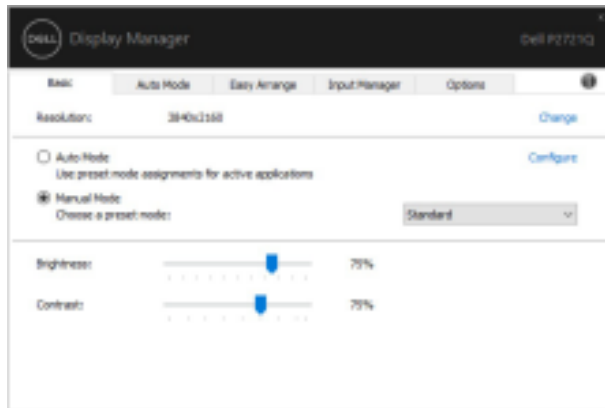 DELL Display Manager Dell P2721Q
Basic Auto Mode Easy Arrange Input Manager Options
Resolution: 3840x2160 Change
Auto Mode Configure
Use preset mode assignments for active applications
Manual Mode
Choose a preset mode: Standard
Brightness: 75%
Contrast: 75%